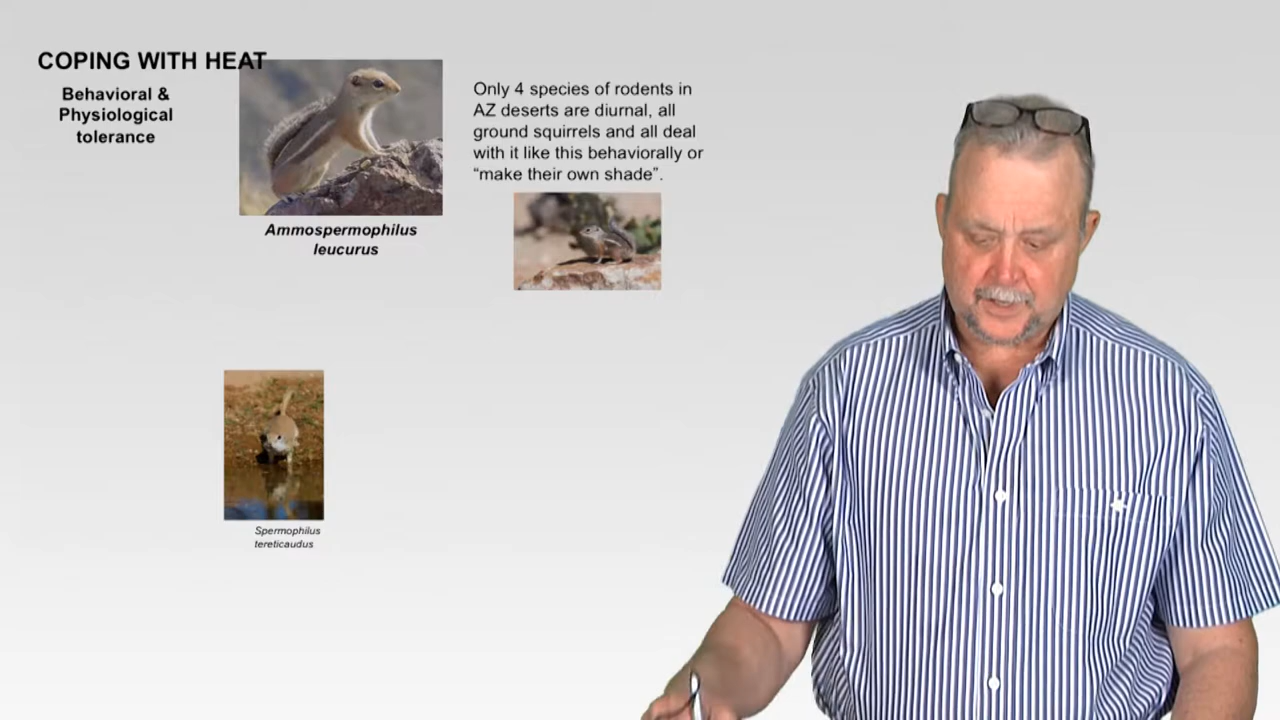 COPING WITH HEAT
Behavioral &
Physiological
tolerance
Ammospermophilus
leucurus
Only 4 species of rodents in
AZ deserts are diurnal, all
ground squirrels and all deal
with it like this behaviorally or
“make their own shade”.
Spermophilus
tereticaudus